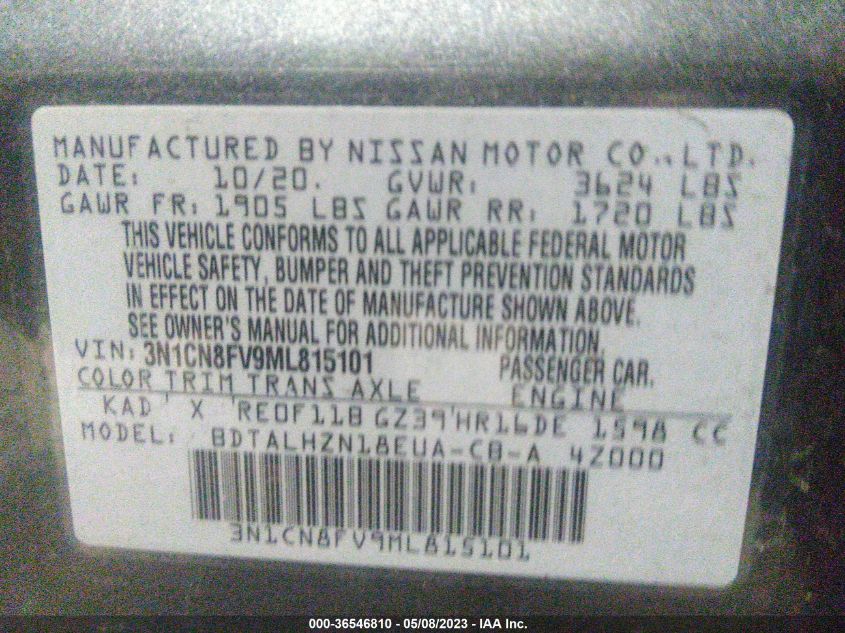 MANUFACTURED BY NISSAN MOTOR CO., LTD.
DATE: 10/20. GVWR: 3624 LBS
GAWR FR: 1905 LBS GAWR RR: 1720 LBS
THIS VEHICLE CONFORMS TO ALL APPLICABLE FEDERAL MOTOR
VEHICLE SAFETY, BUMPER AND THEFT PREVENTION STANDARDS
IN EFFECT ON THE DATE OF MANUFACTURE SHOWN ABOVE.
SEE OWNER'S MANUAL FOR ADDITIONAL INFORMATION.
VIN: 3N1CN8FV9ML815101 PASSENGER CAR.
COLOR TRIM TRANS AXLE ENGINE
KAD ' X 'RE0F11B GZ39'HR16DE 1598 CC
MODEL: BDTALHZN18EUA-CB-A 4Z000
3N1CN8FV9ML815101
000-36546810 - 05/08/2023 - IAA Inc.